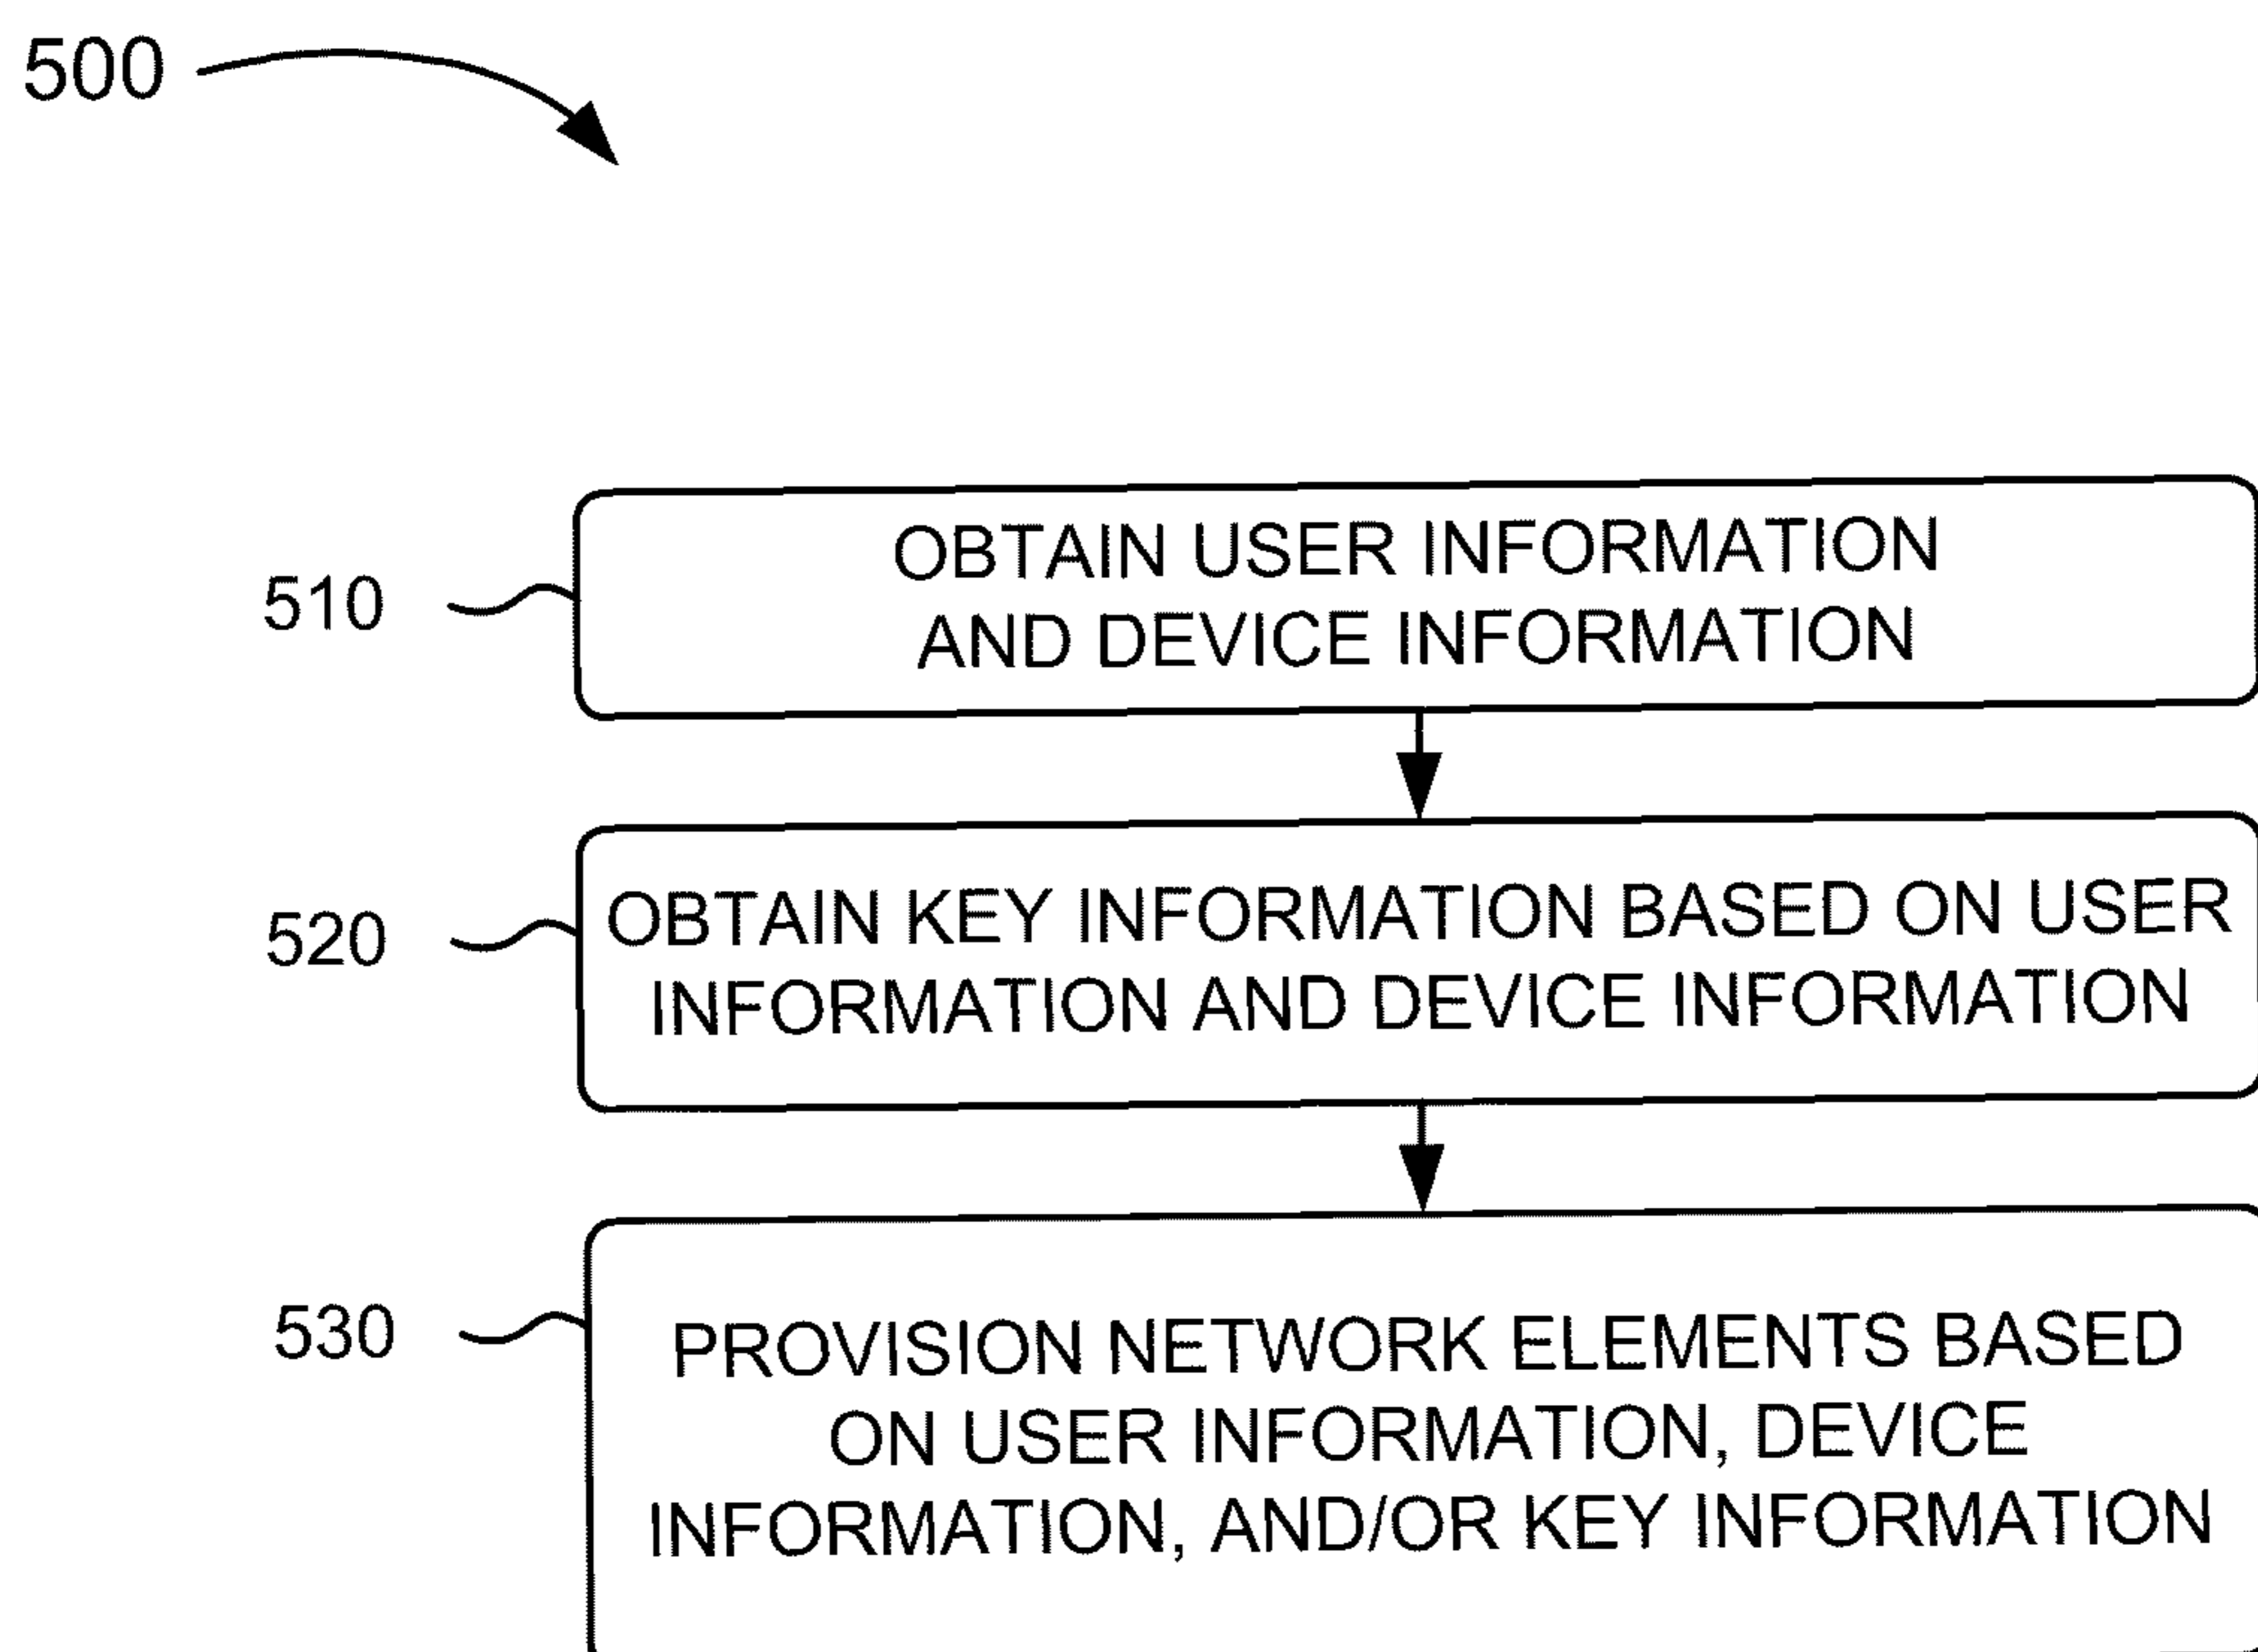 500
510
OBTAIN USER INFORMATION
AND DEVICE INFORMATION
520
OBTAIN KEY INFORMATION BASED ON USER
INFORMATION AND DEVICE INFORMATION
530
PROVISION NETWORK ELEMENTS BASED
ON USER INFORMATION, DEVICE
INFORMATION, AND/OR KEY INFORMATION